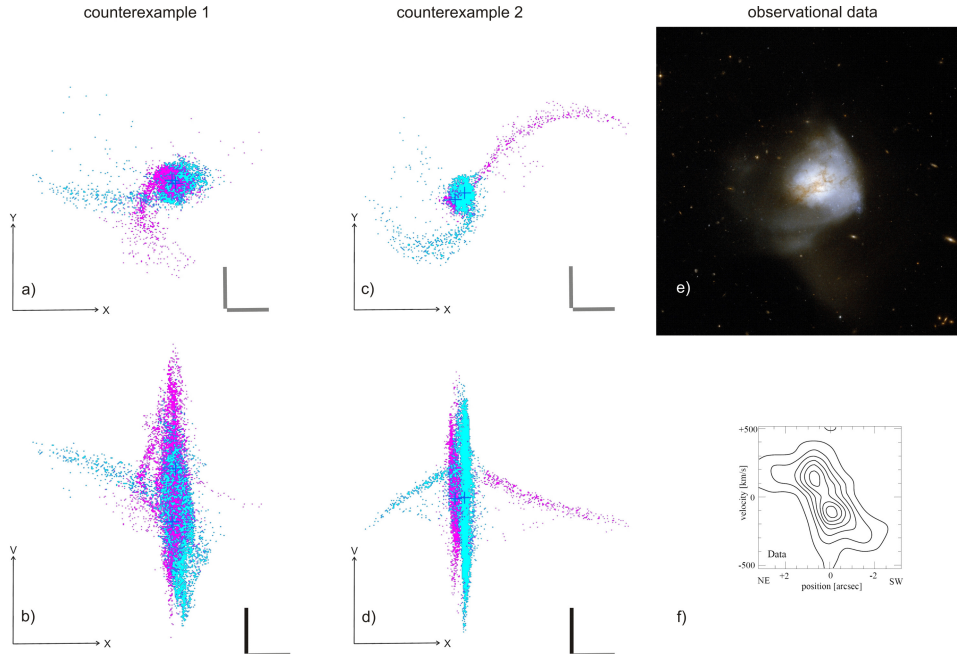 counterexample 1
counterexample 2
observational data
Y
a)
X
Y
c)
X
e)
V
b)
X
V
d)
X
+500
velocity [km/s]
0
-500
Data
NE
+2
0
-2
SW
position [arcsec]
f)